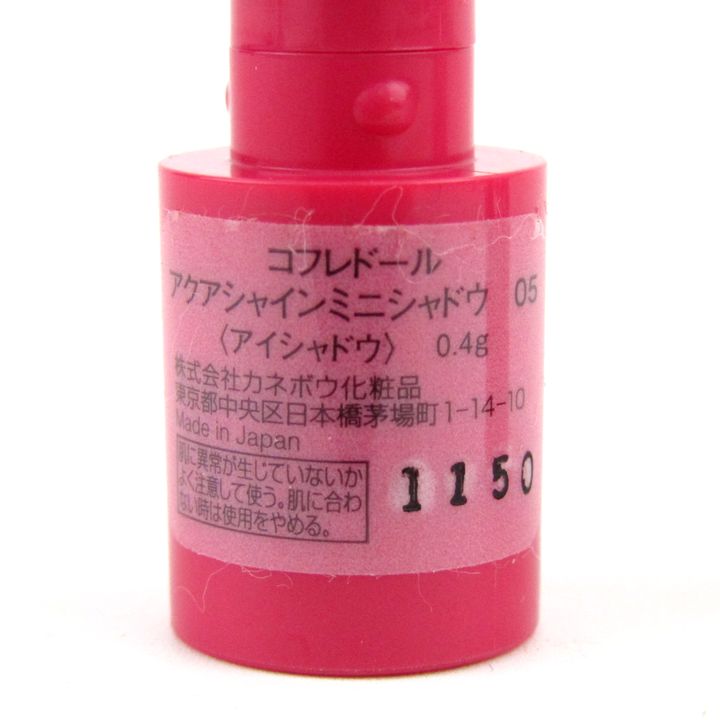 コフレドール
アクアシャインミニシャドウ 05
〈アイシャドウ〉 0.4g
株式会社カネボウ化粧品
東京都中央区日本橋茅場町1-14-10
Made in Japan
肌に異常が生じていないか
よく注意して使う。肌に合わ
ない時は使用をやめる。
1150